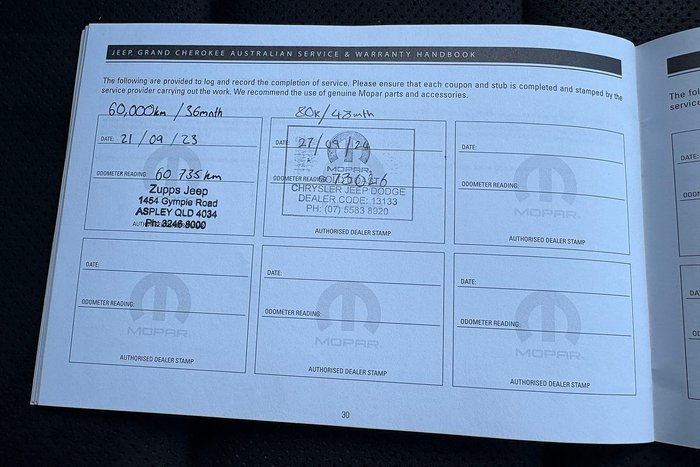 JEEP GRAND CHEROKEE AUSTRALIAN SERVICE & WARRANTY HANDBOOK
The following are provided to log and record the completion of service. Please ensure that each coupon and stub is completed and stamped by the
service provider carrying out the work. We recommend the use of genuine Mopar parts and accessories.
60,000km / 36mnth
DATE: 21 / 09 / 23
ODOMETER READING: 60 735km
Zupps Jeep
1454 Gympie Road
ASPLEY QLD 4034
Ph: 3246 8000
80k / 48mth
DATE: 27/09/24
MOPAR
ODOMETER READING:
CHRYSLER JEEP DODGE
DEALER CODE: 13133
PH: (07) 5583 8920
AUTHORISED DEALER STAMP
DATE:
ODOMETER READING:
MOPAR
AUTHORISED DEALER STAMP
DATE:
ODOMETER READING:
MOPAR
AUTHORISED DEALER STAMP
DATE:
ODOMETER READING:
MOPAR
AUTHORISED DEALER STAMP
DATE:
ODOMETER READING:
MOPAR
AUTHORISED DEALER STAMP
30
The fol
service